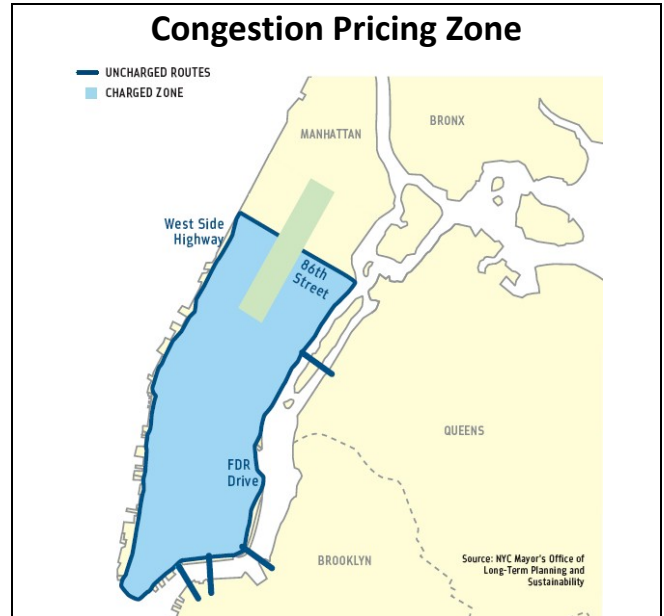 Congestion Pricing Zone
UNCHARGED ROUTES
CHARGED ZONE
MANHATTAN
BRONX
West Side
Highway
86th
Street
QUEENS
FDR
Drive
BROOKLYN
Source: NYC Mayor's Office of
Long-Term Planning and
Sustainability